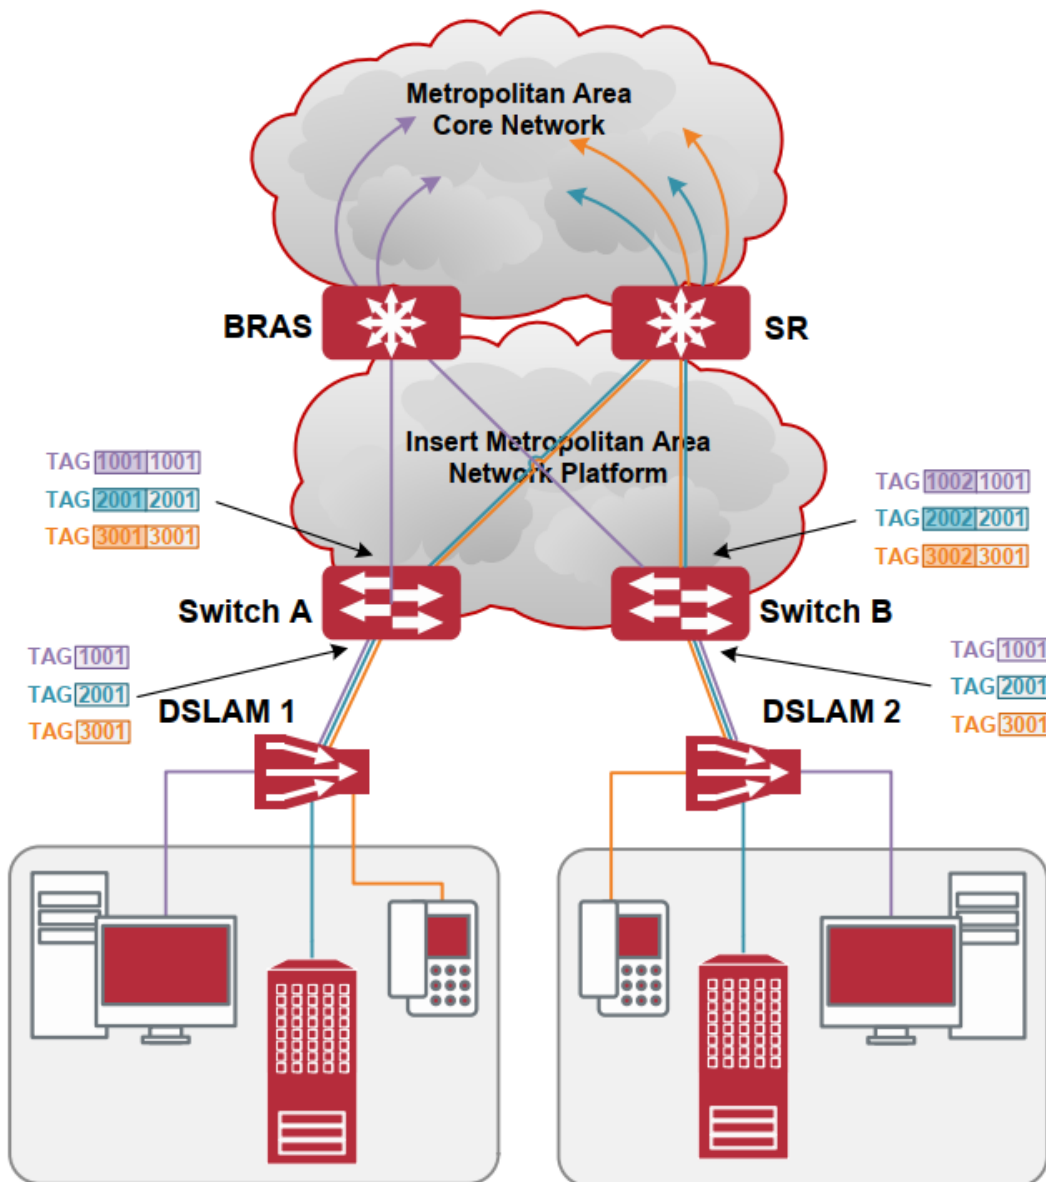 Metropolitan Area
Core Network
BRAS
SR
Insert Metropolitan Area
Network Platform
TAG 1001 1001
TAG 2001 2001
TAG 3001 3001
TAG 1002 1001
TAG 2002 2001
TAG 3002 3001
Switch A
Switch B
TAG 1001
TAG 2001
TAG 3001
TAG 1001
TAG 2001
TAG 3001
DSLAM 1
DSLAM 2